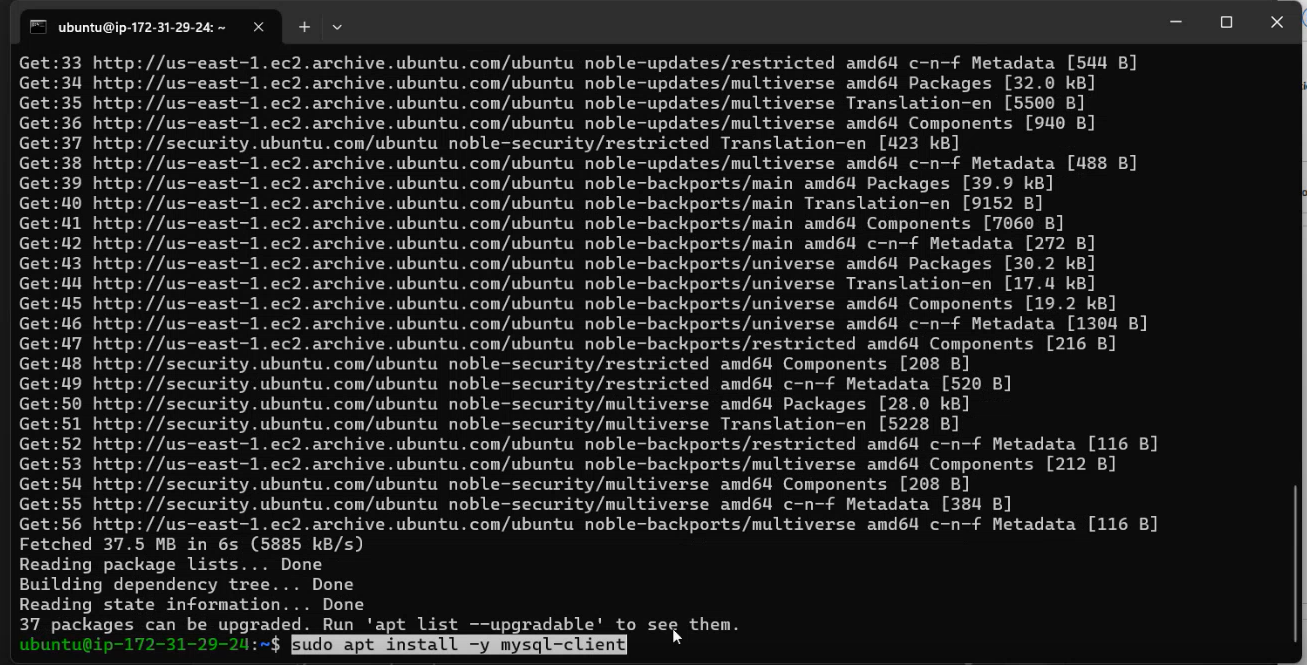 ubuntu@ip-172-31-29-24: ~
Get:33 http://us-east-1.ec2.archive.ubuntu.com/ubuntu noble-updates/restricted amd64 c-n-f Metadata [544 B]
Get:34 http://us-east-1.ec2.archive.ubuntu.com/ubuntu noble-updates/multiverse amd64 Packages [32.0 kB]
Get:35 http://us-east-1.ec2.archive.ubuntu.com/ubuntu noble-updates/multiverse Translation-en [5500 B]
Get:36 http://us-east-1.ec2.archive.ubuntu.com/ubuntu noble-updates/multiverse amd64 Components [940 B]
Get:37 http://security.ubuntu.com/ubuntu noble-security/restricted Translation-en [423 kB]
Get:38 http://us-east-1.ec2.archive.ubuntu.com/ubuntu noble-updates/multiverse amd64 c-n-f Metadata [488 B]
Get:39 http://us-east-1.ec2.archive.ubuntu.com/ubuntu noble-backports/main amd64 Packages [39.9 kB]
Get:40 http://us-east-1.ec2.archive.ubuntu.com/ubuntu noble-backports/main Translation-en [9152 B]
Get:41 http://us-east-1.ec2.archive.ubuntu.com/ubuntu noble-backports/main amd64 Components [7060 B]
Get:42 http://us-east-1.ec2.archive.ubuntu.com/ubuntu noble-backports/main amd64 c-n-f Metadata [272 B]
Get:43 http://us-east-1.ec2.archive.ubuntu.com/ubuntu noble-backports/universe amd64 Packages [30.2 kB]
Get:44 http://us-east-1.ec2.archive.ubuntu.com/ubuntu noble-backports/universe Translation-en [17.4 kB]
Get:45 http://us-east-1.ec2.archive.ubuntu.com/ubuntu noble-backports/universe amd64 Components [19.2 kB]
Get:46 http://us-east-1.ec2.archive.ubuntu.com/ubuntu noble-backports/universe amd64 c-n-f Metadata [1304 B]
Get:47 http://us-east-1.ec2.archive.ubuntu.com/ubuntu noble-backports/restricted amd64 Components [216 B]
Get:48 http://security.ubuntu.com/ubuntu noble-security/restricted amd64 Components [208 B]
Get:49 http://security.ubuntu.com/ubuntu noble-security/restricted amd64 c-n-f Metadata [520 B]
Get:50 http://security.ubuntu.com/ubuntu noble-security/multiverse amd64 Packages [28.0 kB]
Get:51 http://security.ubuntu.com/ubuntu noble-security/multiverse Translation-en [5228 B]
Get:52 http://us-east-1.ec2.archive.ubuntu.com/ubuntu noble-backports/restricted amd64 c-n-f Metadata [116 B]
Get:53 http://us-east-1.ec2.archive.ubuntu.com/ubuntu noble-backports/multiverse amd64 Components [212 B]
Get:54 http://security.ubuntu.com/ubuntu noble-security/multiverse amd64 Components [208 B]
Get:55 http://security.ubuntu.com/ubuntu noble-security/multiverse amd64 c-n-f Metadata [384 B]
Get:56 http://us-east-1.ec2.archive.ubuntu.com/ubuntu noble-backports/multiverse amd64 c-n-f Metadata [116 B]
Fetched 37.5 MB in 6s (5885 kB/s)
Reading package lists... Done
Building dependency tree... Done
Reading state information... Done
37 packages can be upgraded. Run 'apt list --upgradable' to see them.
ubuntu@ip-172-31-29-24:~$ sudo apt install -y mysql-client